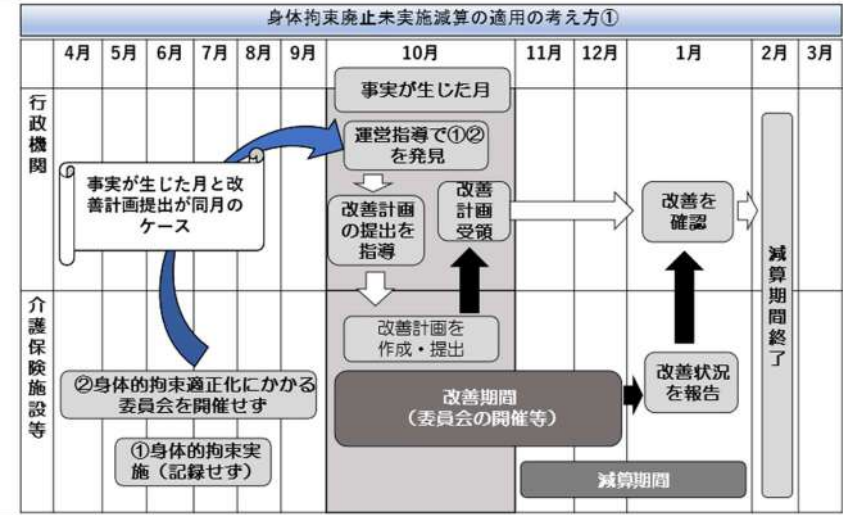 身体拘束廃止未実施減算の適用の考え方①
4月 5月 6月 7月 8月 9月 10月 11月 12月 1月 2月 3月
行政機関
事実が生じた月
運営指導で①②
を発見
事実が生じた月と改
善計画提出が同月の
ケース
改善計画
の提出を
指導
改善
計画
受領
改善を
確認
減算期間終了
介護保険施設等
改善計画を
作成・提出
②身体的拘束適正化にかかる
委員会を開催せず
改善期間
（委員会の開催等）
改善状況
を報告
①身体的拘束実
施（記録せず）
減算期間